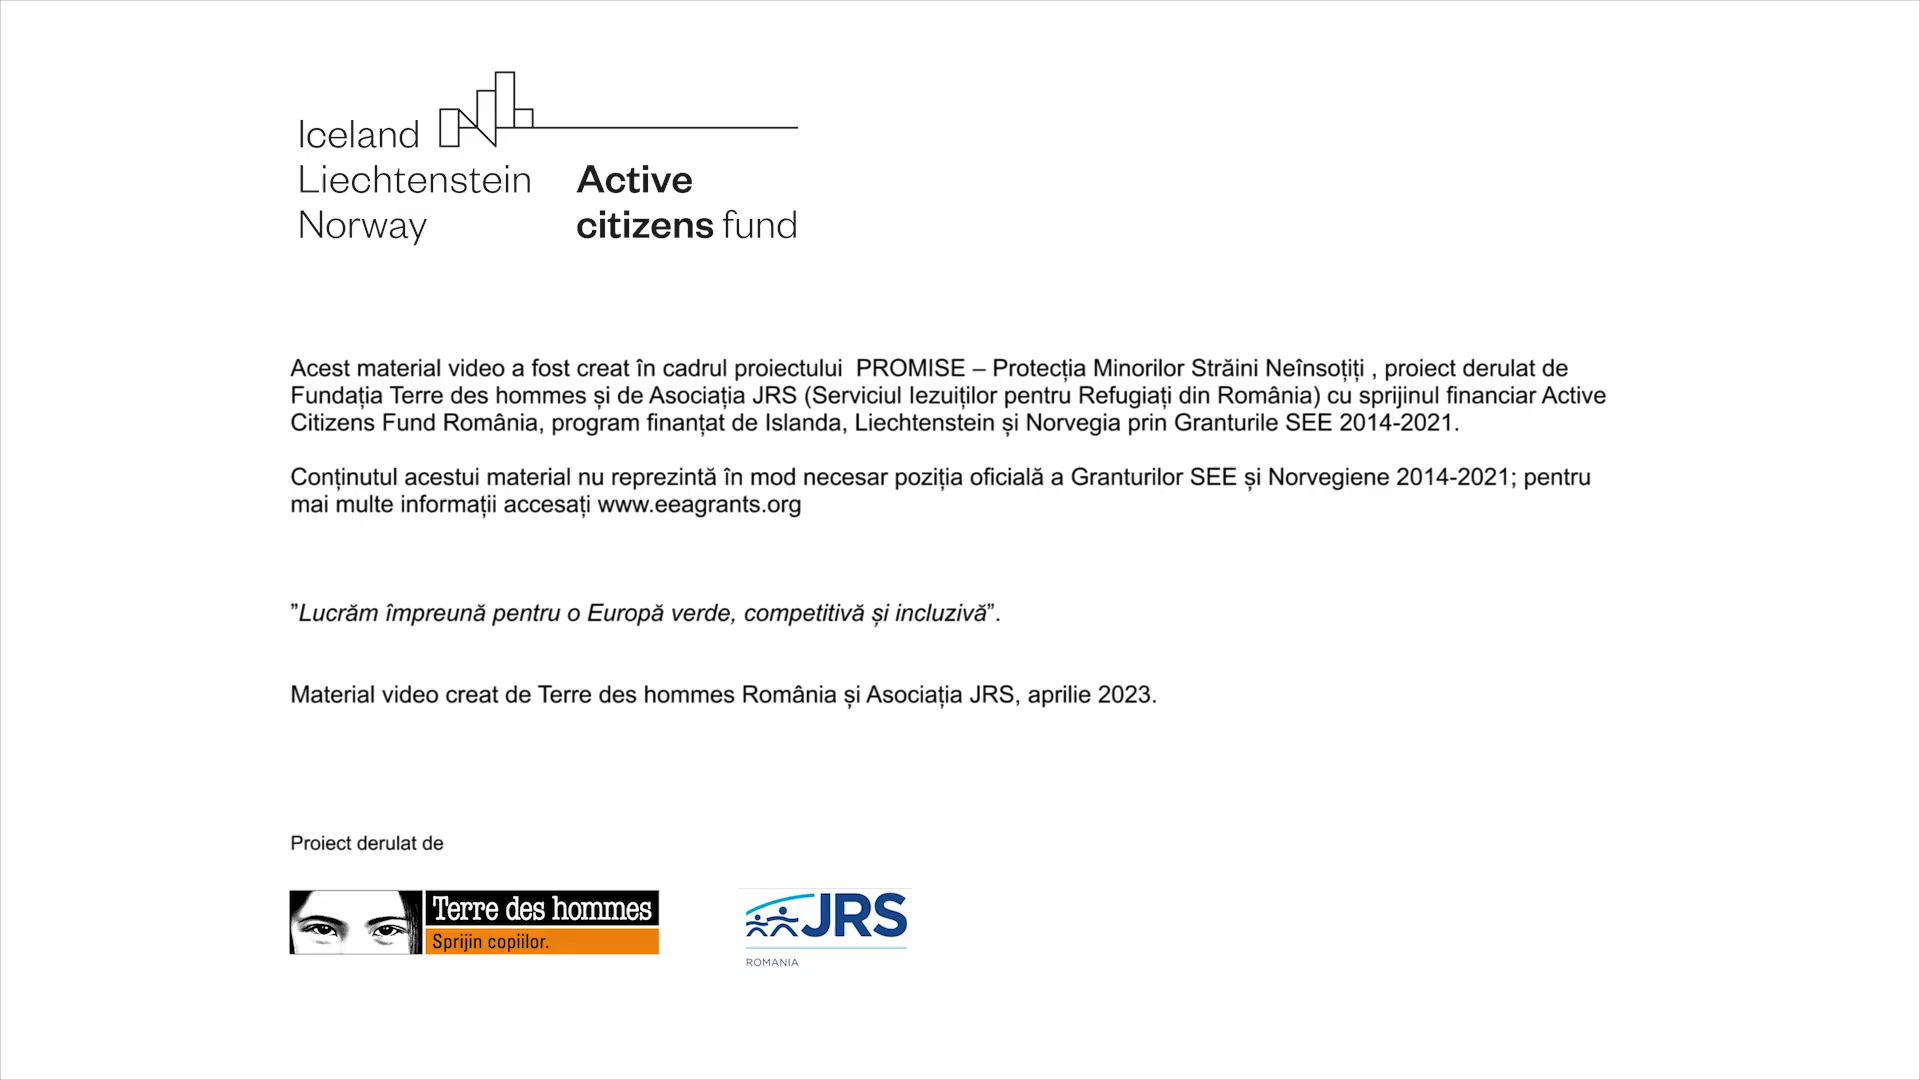 Iceland
Liechtenstein
Norway
Active
citizens fund
Acest material video a fost creat în cadrul proiectului  PROMISE – Protecția Minorilor Străini Neînsoțiți , proiect derulat de
Fundația Terre des hommes și de Asociația JRS (Serviciul Iezuiților pentru Refugiați din România) cu sprijinul financiar Active
Citizens Fund România, program finanțat de Islanda, Liechtenstein și Norvegia prin Granturile SEE 2014-2021.
Conținutul acestui material nu reprezintă în mod necesar poziția oficială a Granturilor SEE și Norvegiene 2014-2021; pentru
mai multe informații accesați www.eeagrants.org
”Lucrăm împreună pentru o Europă verde, competitivă și incluzivă”.
Material video creat de Terre des hommes România și Asociația JRS, aprilie 2023.
Proiect derulat de
Terre des hommes
Sprijin copiilor.
JRS
ROMANIA